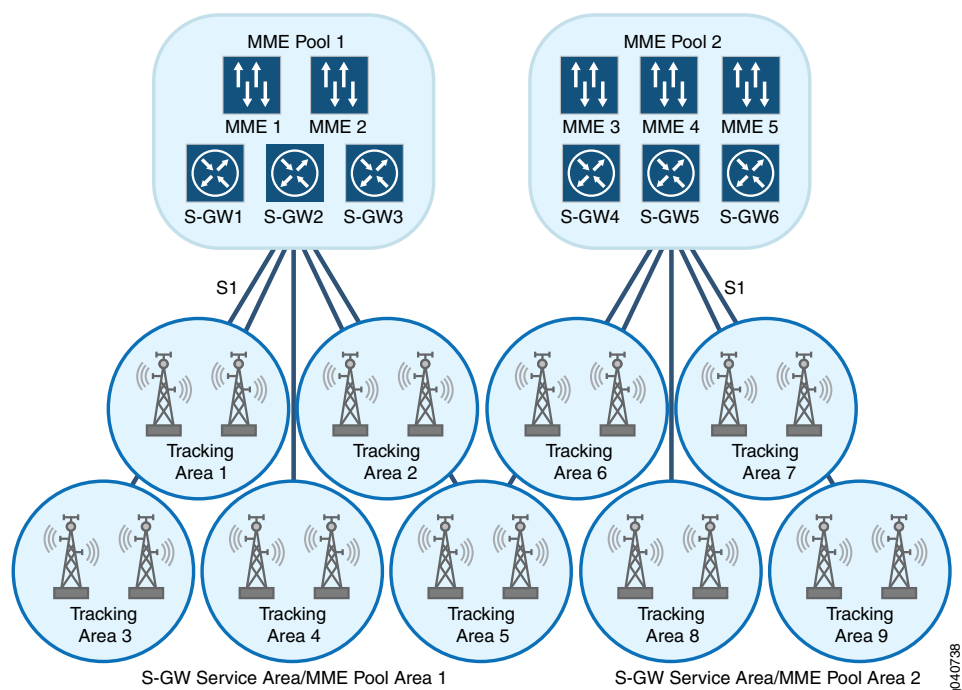 MME Pool 1
MME Pool 2
MME 1
MME 2
MME 3
MME 4
MME 5
S-GW1
S-GW2
S-GW3
S-GW4
S-GW5
S-GW6
S1
S1
Tracking
Area 1
Tracking
Area 2
Tracking
Area 6
Tracking
Area 7
Tracking
Area 3
Tracking
Area 4
Tracking
Area 5
Tracking
Area 8
Tracking
Area 9
S-GW Service Area/MME Pool Area 1
S-GW Service Area/MME Pool Area 2